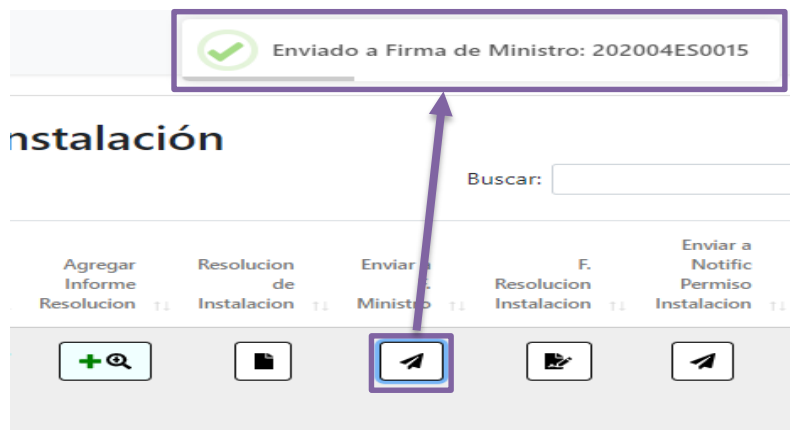 Enviado a Firma de Ministro: 202004ES0015
nstalación
Buscar:
Agregar
Informe
Resolucion
Resolucion
de
Instalacion
Enviar a
Ministro
F.
Resolucion
Instalacion
Enviar a
Notific
Permiso
Instalacion